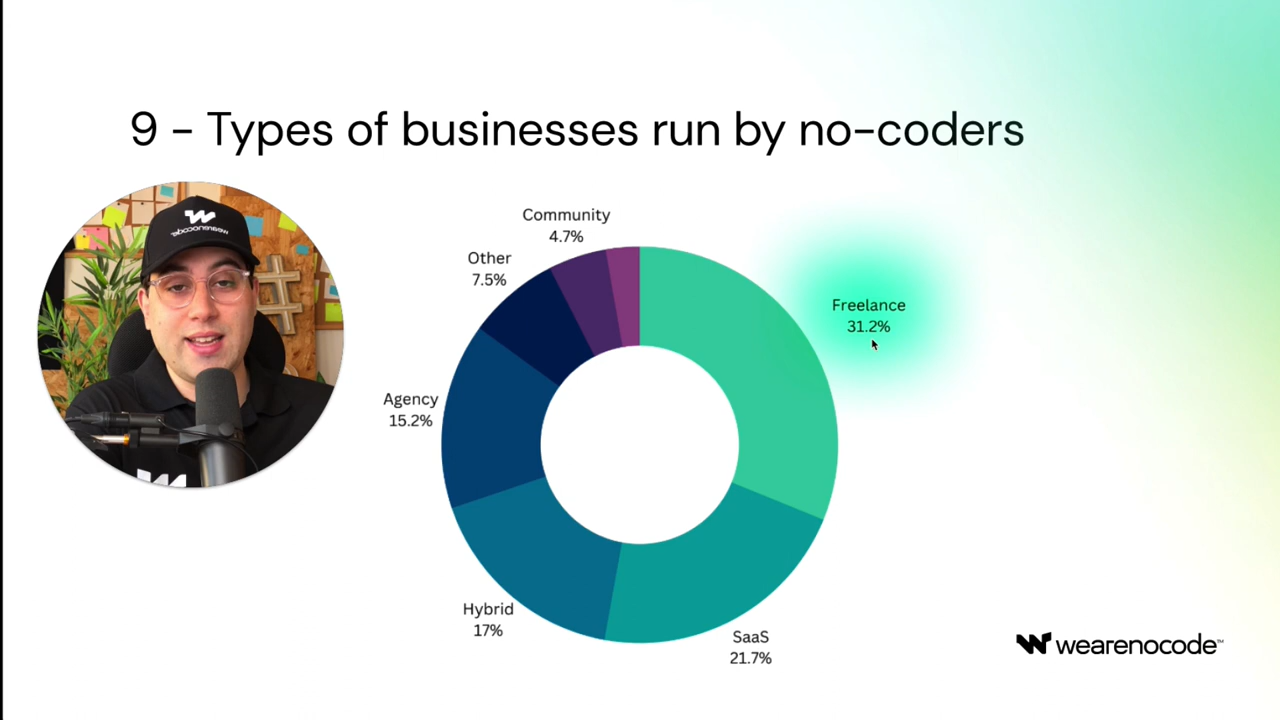 9 - Types of businesses run by no-coders
Community
4.7%
Other
7.5%
Freelance
31.2%
Agency
15.2%
Hybrid
17%
SaaS
21.7%
wearenocode
wearenocode™